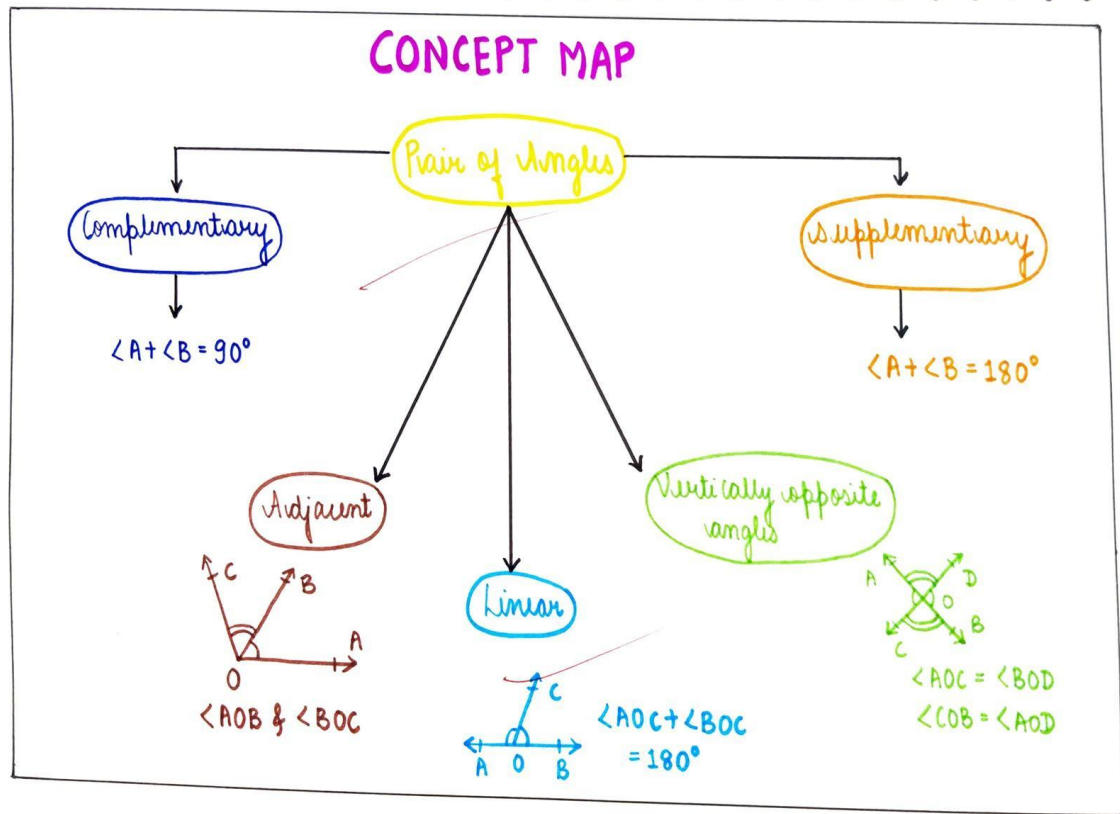 CONCEPT MAP
Pair of Angles
Complementary
∠A+∠B=90°
Supplementary
∠A+∠B=180°
Adjacent
C
B
A
O
∠AOB & ∠BOC
Linear
C
A O B
∠AOC+∠BOC
=180°
Vertically opposite
angles
A
D
O
B
C
∠AOC = ∠BOD
∠COB = ∠AOD